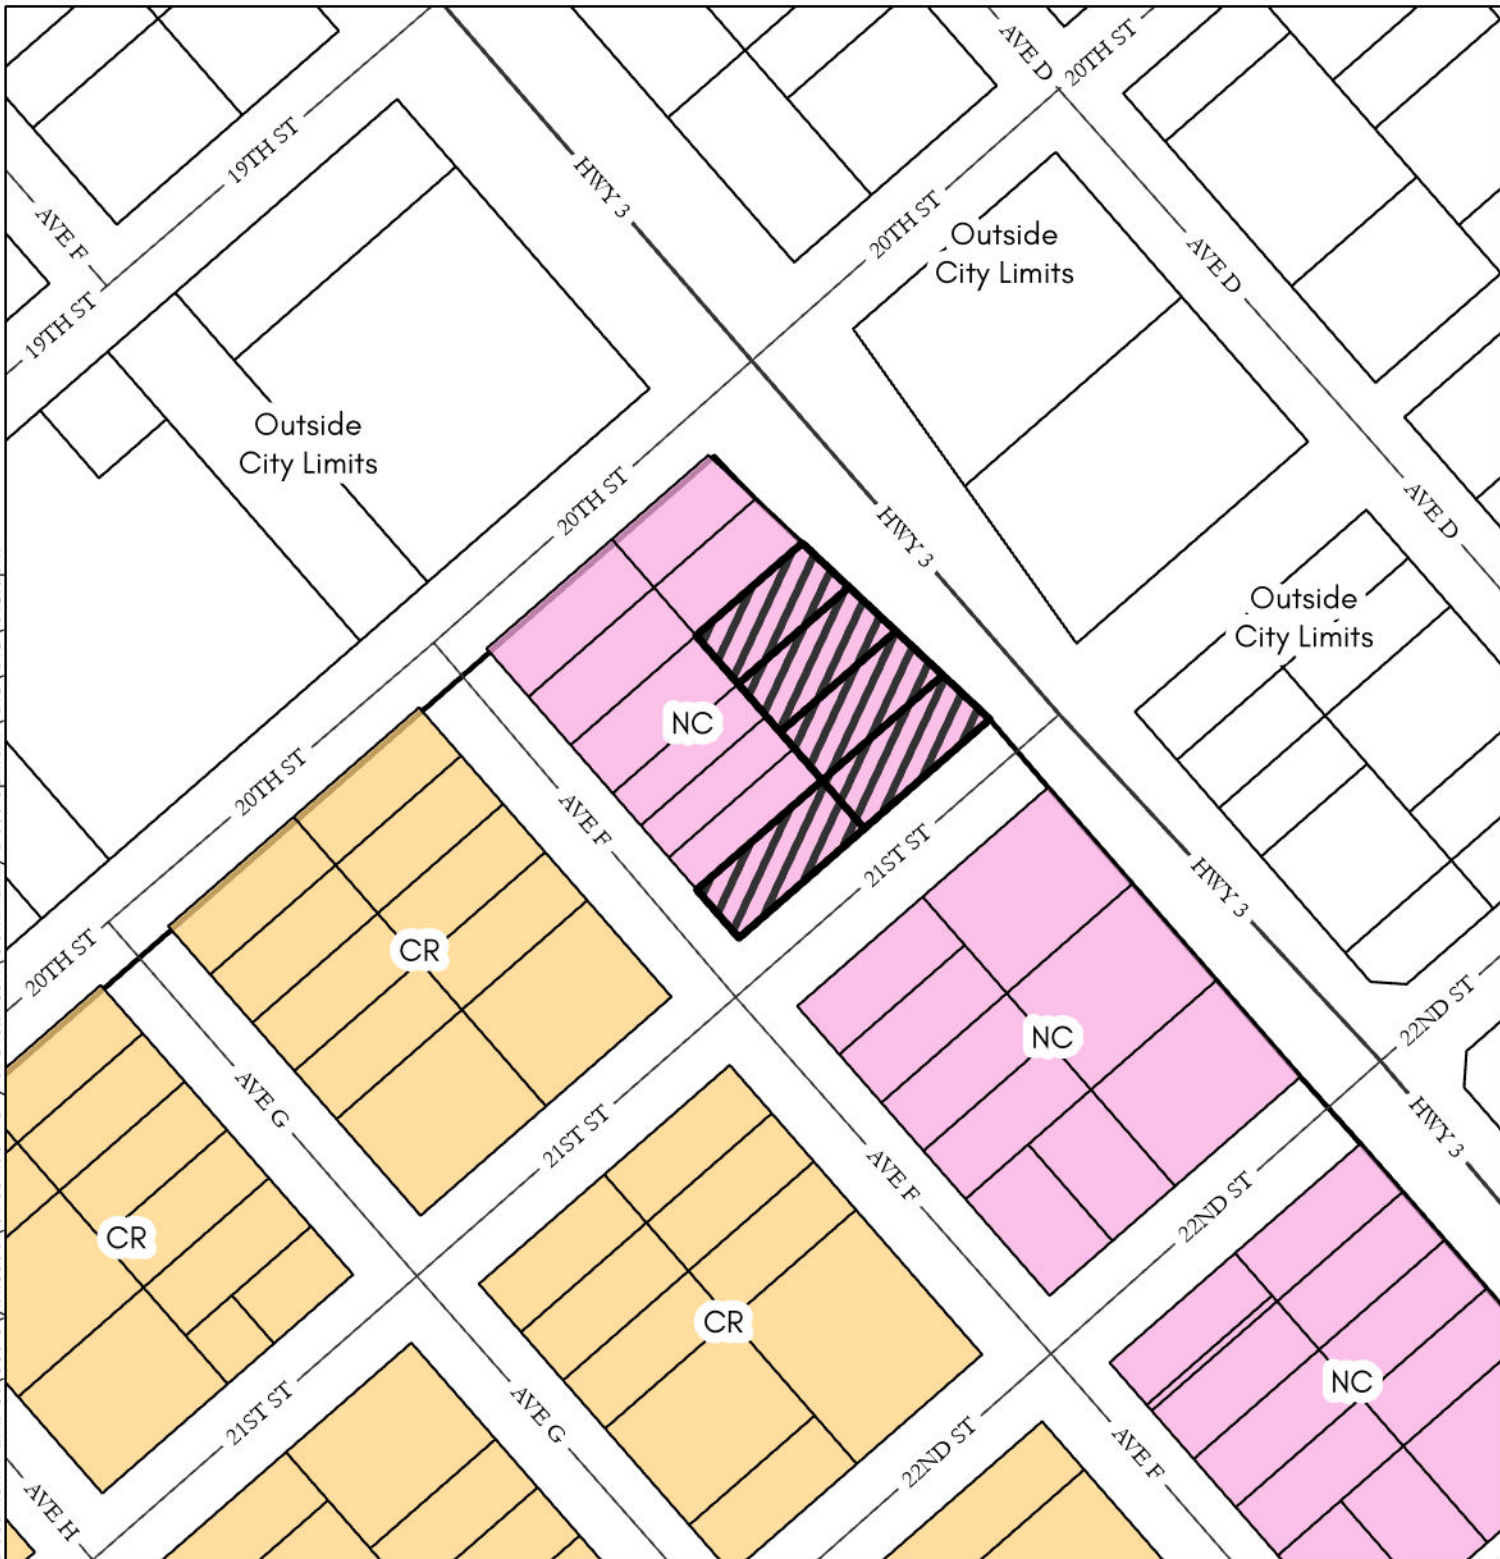 AVE D
20TH ST
19TH ST
HWY 3
AVE F
20TH ST
Outside
City Limits
AVE D
19TH ST
Outside
City Limits
20TH ST
HWY 3
AVE D
Outside
City Limits
NC
20TH ST
AVE F
21ST ST
HWY 3
20TH ST
CR
22ND ST
NC
AVE G
21ST ST
HWY 3
AVE F
22ND ST
CR
CR
NC
21ST ST
AVE G
22ND ST
AVE F
AVE H